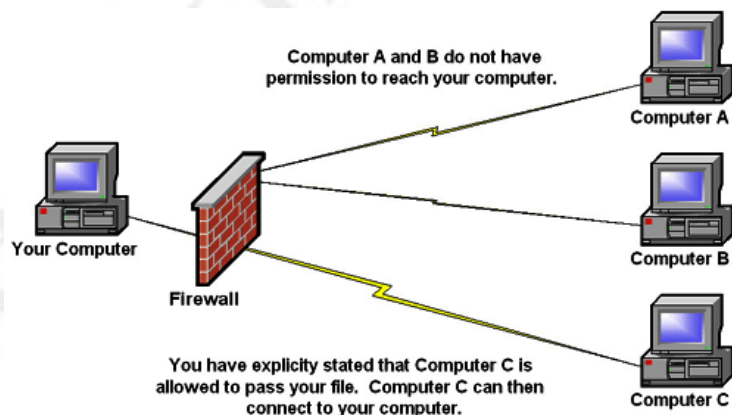 Computer A and B do not have
permission to reach your computer.
Computer A
Your Computer
Computer B
Firewall
You have explicity stated that Computer C is
allowed to pass your file.  Computer C can then
connect to your computer.
Computer C